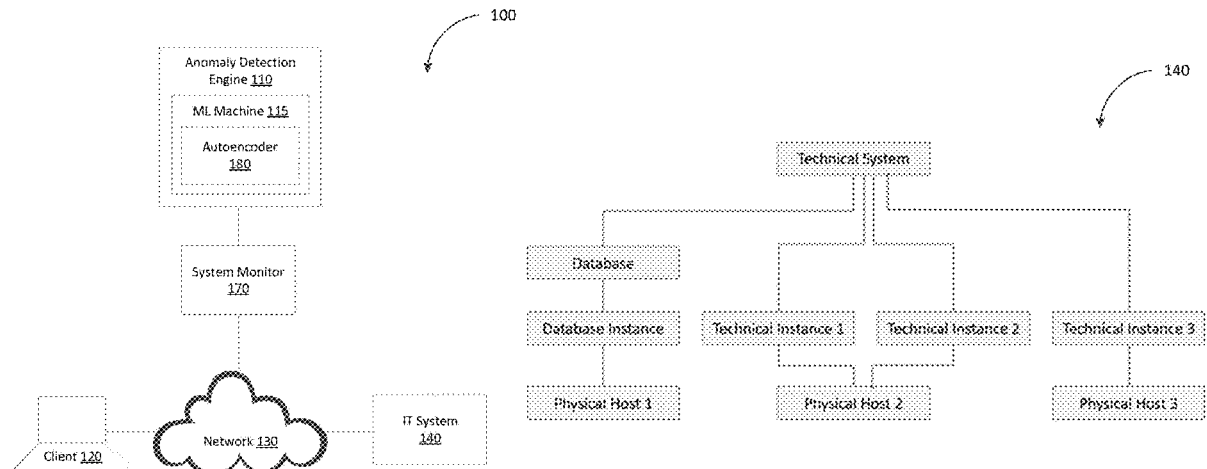 100
Anomaly Detection
Engine 110
ML Machine 115
Autoencoder
180
System Monitor
170
Network 130
IT System
140
Client 120
140
Technical System
Database
Database Instance
Technical Instance 1
Technical Instance 2
Technical Instance 3
Physical Host 1
Physical Host 2
Physical Host 3